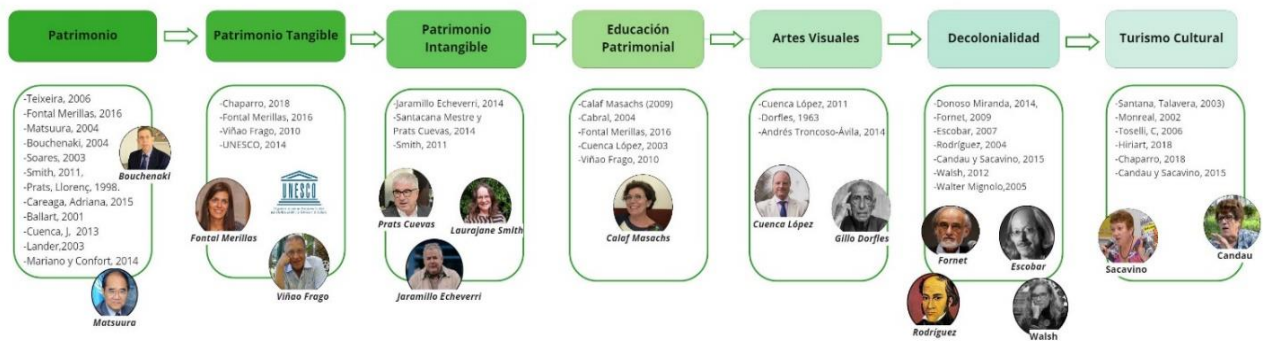 Patrimonio
-Teixeira, 2006
-Fontal Merillas, 2016
-Matsuura, 2004
-Bouchenaki, 2004
-Soares, 2003
-Smith, 2011,
-Prats, Llorenç, 1998.
-Careaga, Adriana, 2015
-Ballart, 2001
-Cuenca, J, 2013
-Lander,2003
-Mariano y Confort, 2014
Bouchenaki
Matsuura
Patrimonio Tangible
-Chaparro, 2018
-Fontal Merillas, 2016
-Viñao Frago, 2010
-UNESCO, 2014
UNESCO
Fontal Merillas
Viñao Frago
Patrimonio
Intangible
-Jaramillo Echeverri, 2014
-Santacana Mestre y
Prats Cuevas, 2014
-Smith, 2011
Prats Cuevas
Laurajane Smith
Jaramillo Echeverri
Educación
Patrimonial
-Calaf Masachs (2009)
-Cabral, 2004
-Fontal Merillas, 2016
-Cuenca López, 2003
-Viñao Frago, 2010
Calaf Masachs
Artes Visuales
-Cuenca López, 2011
-Dorfles, 1963
-Andrés Troncoso-Ávila, 2014
Cuenca López
Gillo Dorfles
Decolonialidad
-Donoso Miranda, 2014,
-Fornet, 2009
-Escobar, 2007
-Rodríguez, 2004
-Candau y Sacavino, 2015
-Walsh, 2012
-Walter Mignolo,2005
Fornet
Escobar
Rodríguez
Walsh
Turismo Cultural
-Santana, Talavera, 2003)
-Monreal, 2002
-Toselli, C, 2006
-Hiriart, 2018
-Chaparro, 2018
-Candau y Sacavino, 2015
Sacavino
Candau